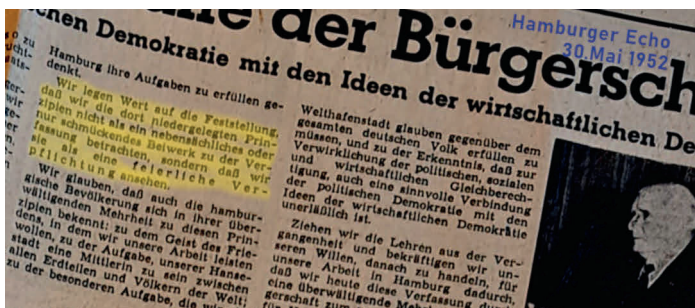 der Bürgersch
Hamburger Echo
30.Mai 1952
chen Demokratie mit den Ideen der wirtschaftlichen De
Hamburg ihre Aufgaben zu erfüllen ge-
denkt.
Wir legen Wert auf die Feststellung,
daß wir die dort niedergelegten Prin-
zipien nicht als ein nebensächliches oder
nur schmückendes Beiwerk zu der Ver-
fassung betrachen, sondern daß wir
sie als eine feierliche Ver-
pflichtung ansehen.
Wir glauben, daß auch die hambur-
gische Bevölkerung sich in ihrer über-
wältigenden Mehrheit zu diesen Prin-
zipien bekennt: zu dem Geist des Frie-
dens, in dem wir unsere Arbeit leisten
wollen, zu der Aufgabe, unserer Hanse-
stadt eine Mittlerin zu sein zwischen
allen Erdteilen und Völkern der Welt;
zu der besonderen Aufgabe, die
Welthafenstadt glauben gegenüber dem
gesamten deutschen Volk erfüllen zu
müssen, und zu der Erkenntnis, daß zur
Verwirklichung der politischen, sozialen
und wirtschaftlichen Gleichberech-
tigung, auch eine sinnvolle Verbindung
der politischen Demokratie mit den
Ideen der wirtschaftlichen Demokratie
unerläßlich ist.
Ziehen wir die Lehren aus der Ver-
gangenheit und bekräftigen wir un-
seren Willen, danach zu handeln, für
unsere Arbeit in Hamburg dadurch,
daß wir heute diese Verfassung durch
eine überwältigende
gerschaft zum